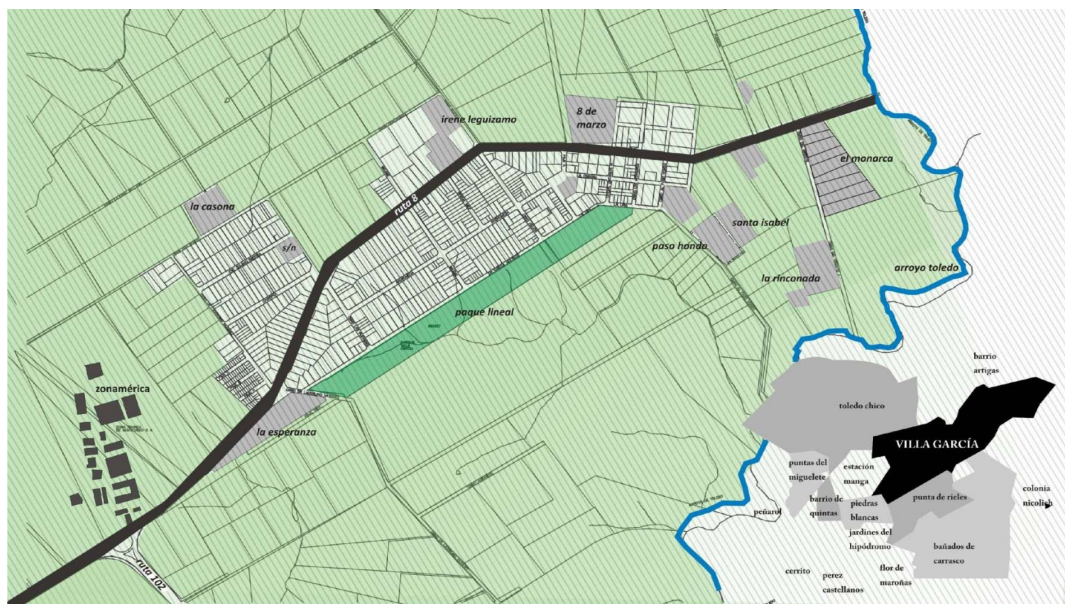 irene leguizamo
8 de
marzo
el monarca
la casona
ruta 8
s/n
santa isabel
paso handa
la rinconada
arroyo toledo
paque lineal
zonamérica
la esperanza
ruta 102
barrio
artigas
toledo chico
VILLA GARCÍA
puntas del
miguelete
estación
manga
punta de rieles
colonia
nicolish
peñarol
barrio de
quintas
piedras
blancas
jardines del
hipódromo
bañados de
carrasco
cerrito
perez
castellanos
flor de
maroñas